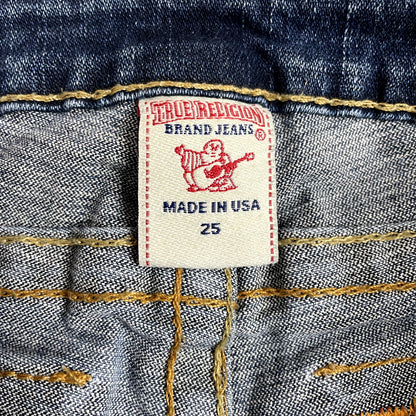 TRUE RELIGION
BRAND JEANS
®
MADE IN USA
25